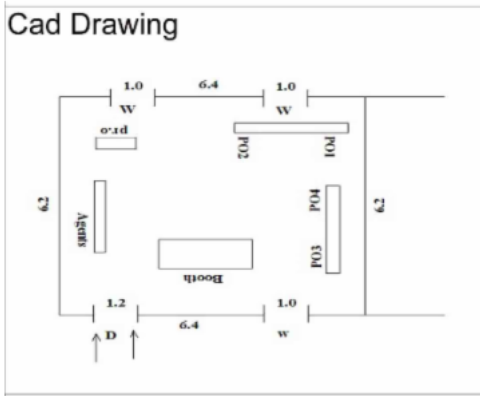 Cad Drawing
1.0 6.4 1.0
W W
pr.o
PO2 PO1
6.2 Agents PO4 6.2
PO3
Booth
1.2 1.0
D 6.4 w